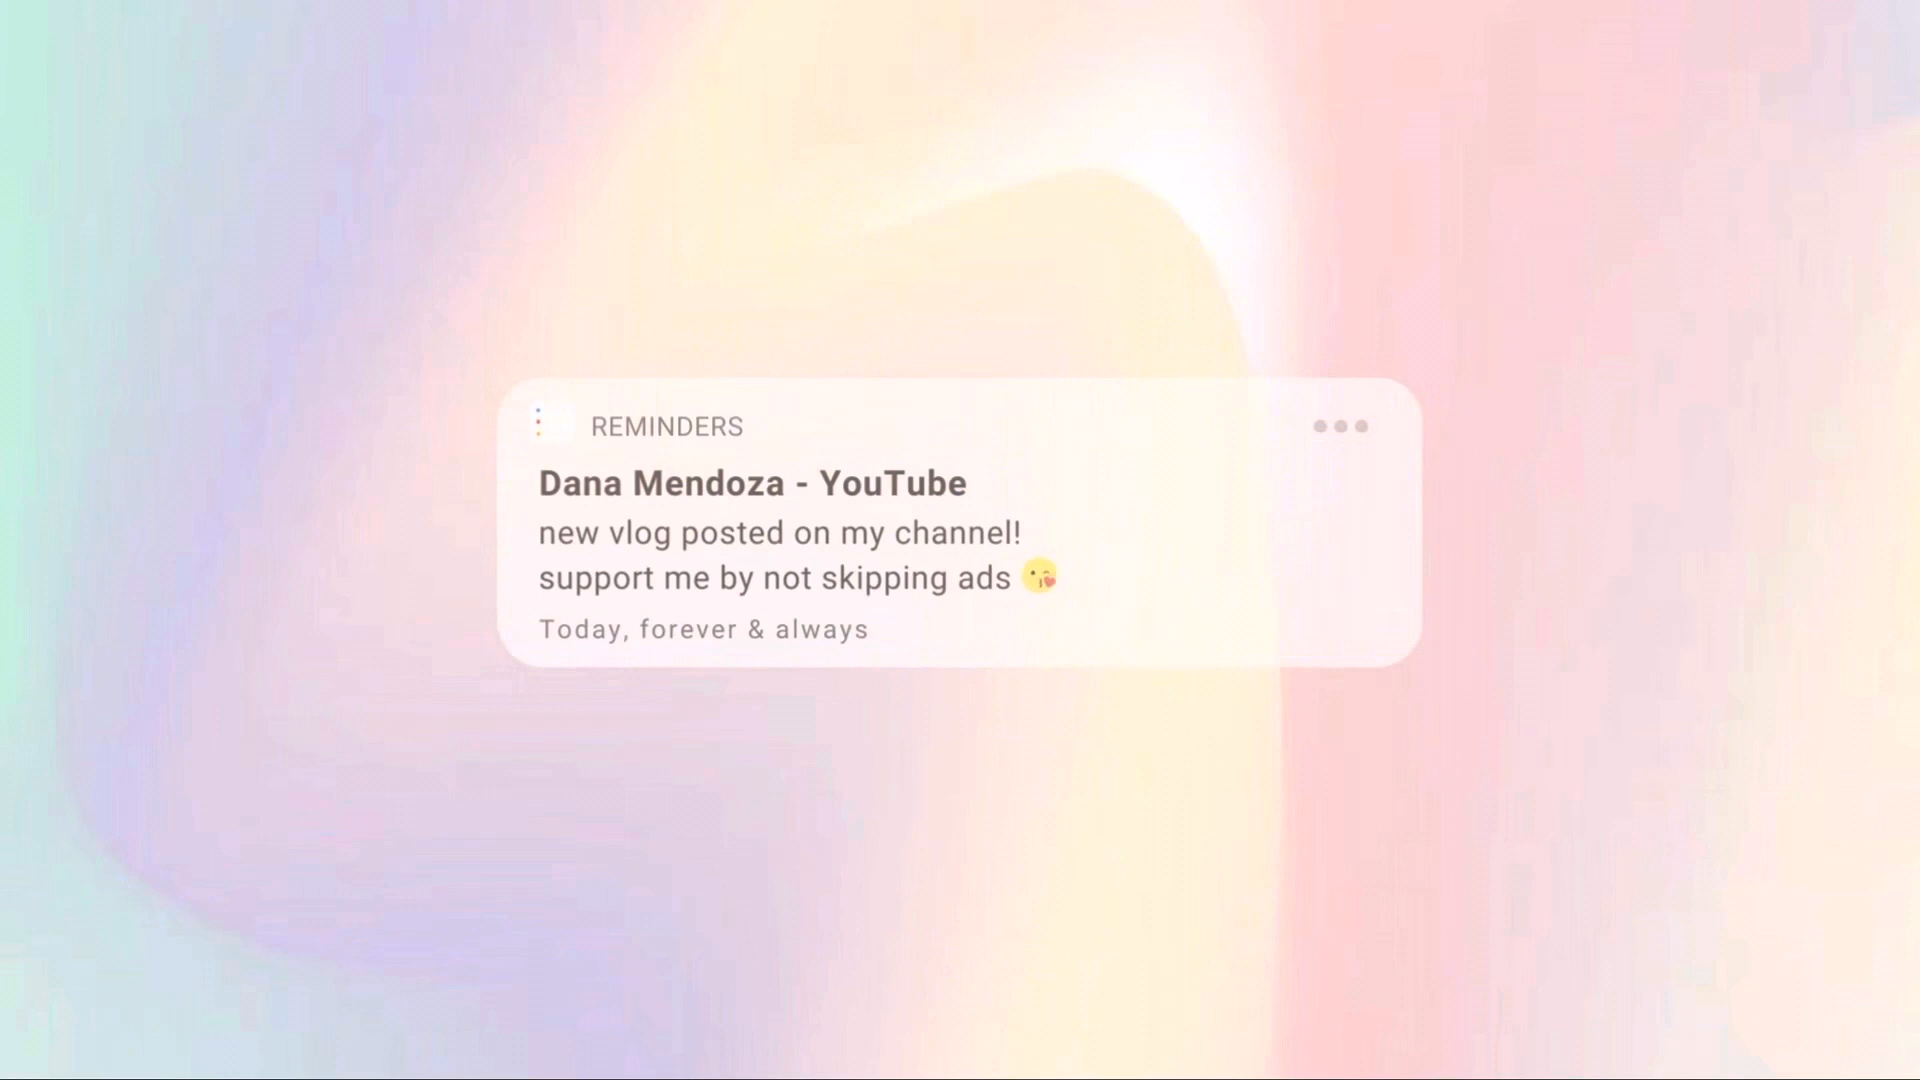 REMINDERS
Dana Mendoza - YouTube
new vlog posted on my channel!
support me by not skipping ads 😘
Today, forever & always